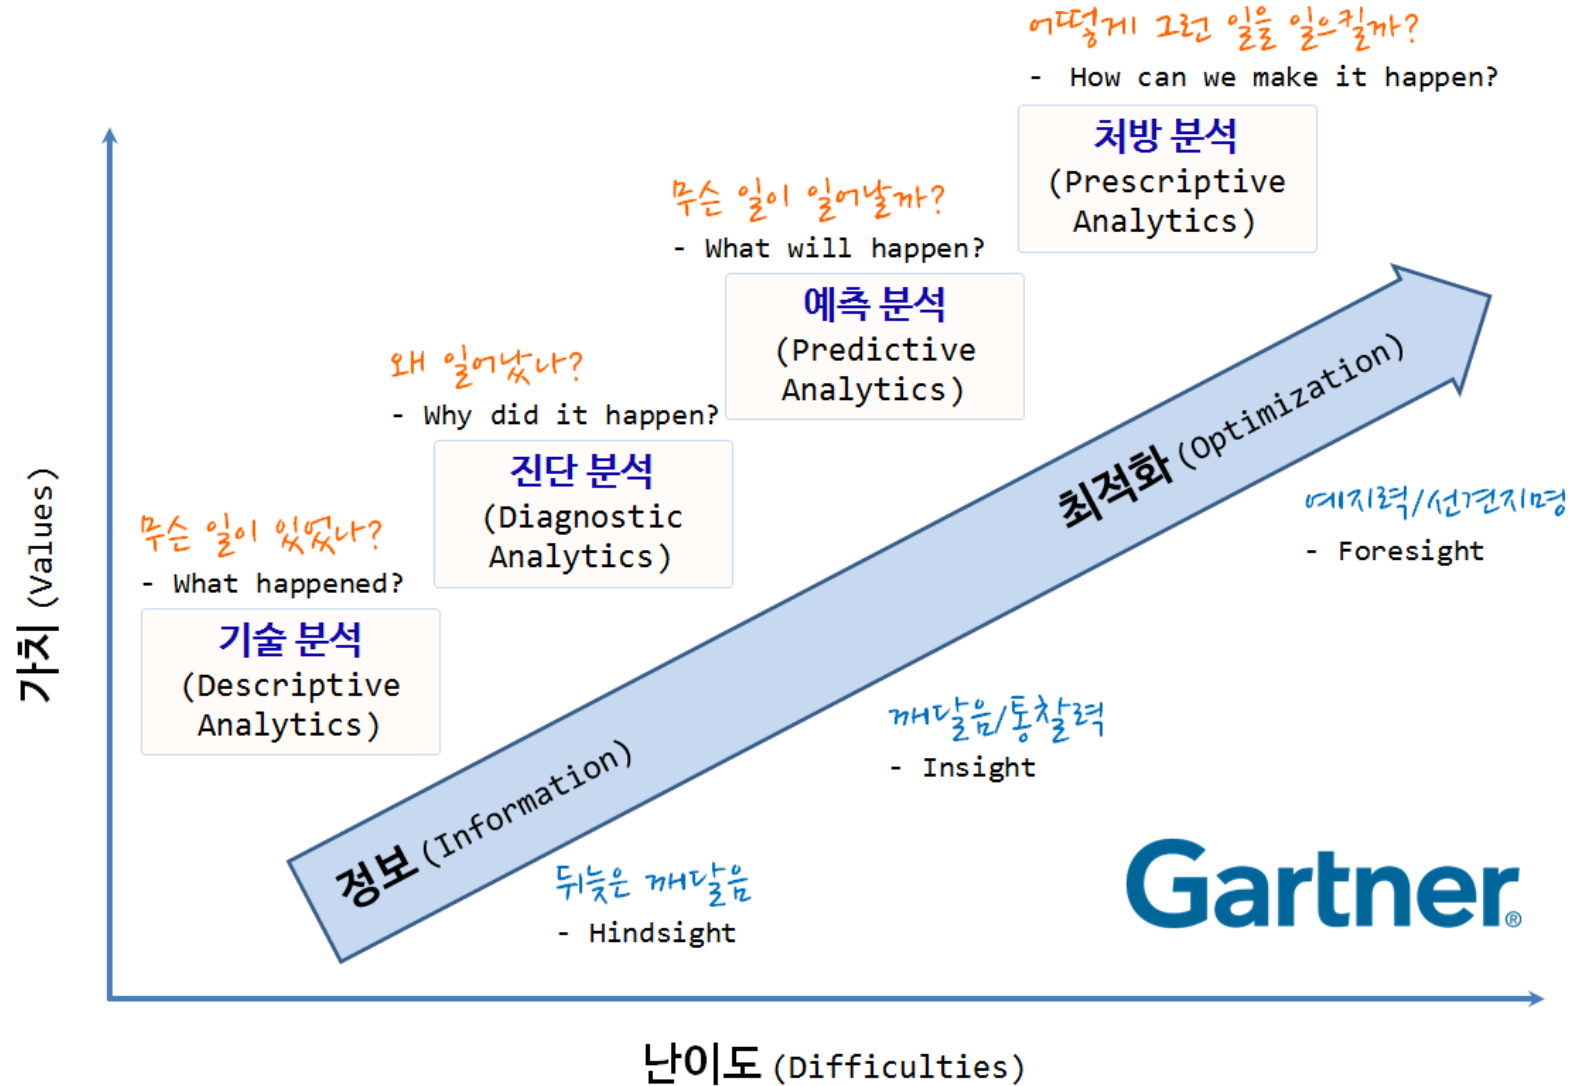 어떻게 그런 일을 일으킬까?
- How can we make it happen?
처방 분석
(Prescriptive
Analytics)
무슨 일이 일어날까?
- What will happen?
예측 분석
(Predictive
Analytics)
왜 일어났나?
- Why did it happen?
진단 분석
(Diagnostic
Analytics)
무슨 일이 있었나?
- What happened?
기술 분석
(Descriptive
Analytics)
가치 (Values)
최적화 (Optimization)
정보 (Information)
예지력/선견지명
- Foresight
깨달음/통찰력
- Insight
뒤늦은 깨달음
- Hindsight
Gartner®
난이도 (Difficulties)